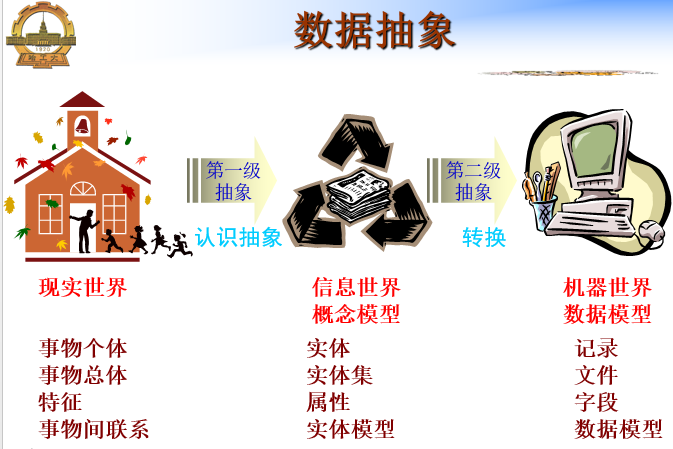 数据抽象
1920
哈工大
第一级
抽象
第二级
抽象
认识抽象
转换
现实世界
信息世界
概念模型
机器世界
数据模型
事物个体
实体
记录
事物总体
实体集
文件
特征
属性
字段
事物间联系
实体模型
数据模型